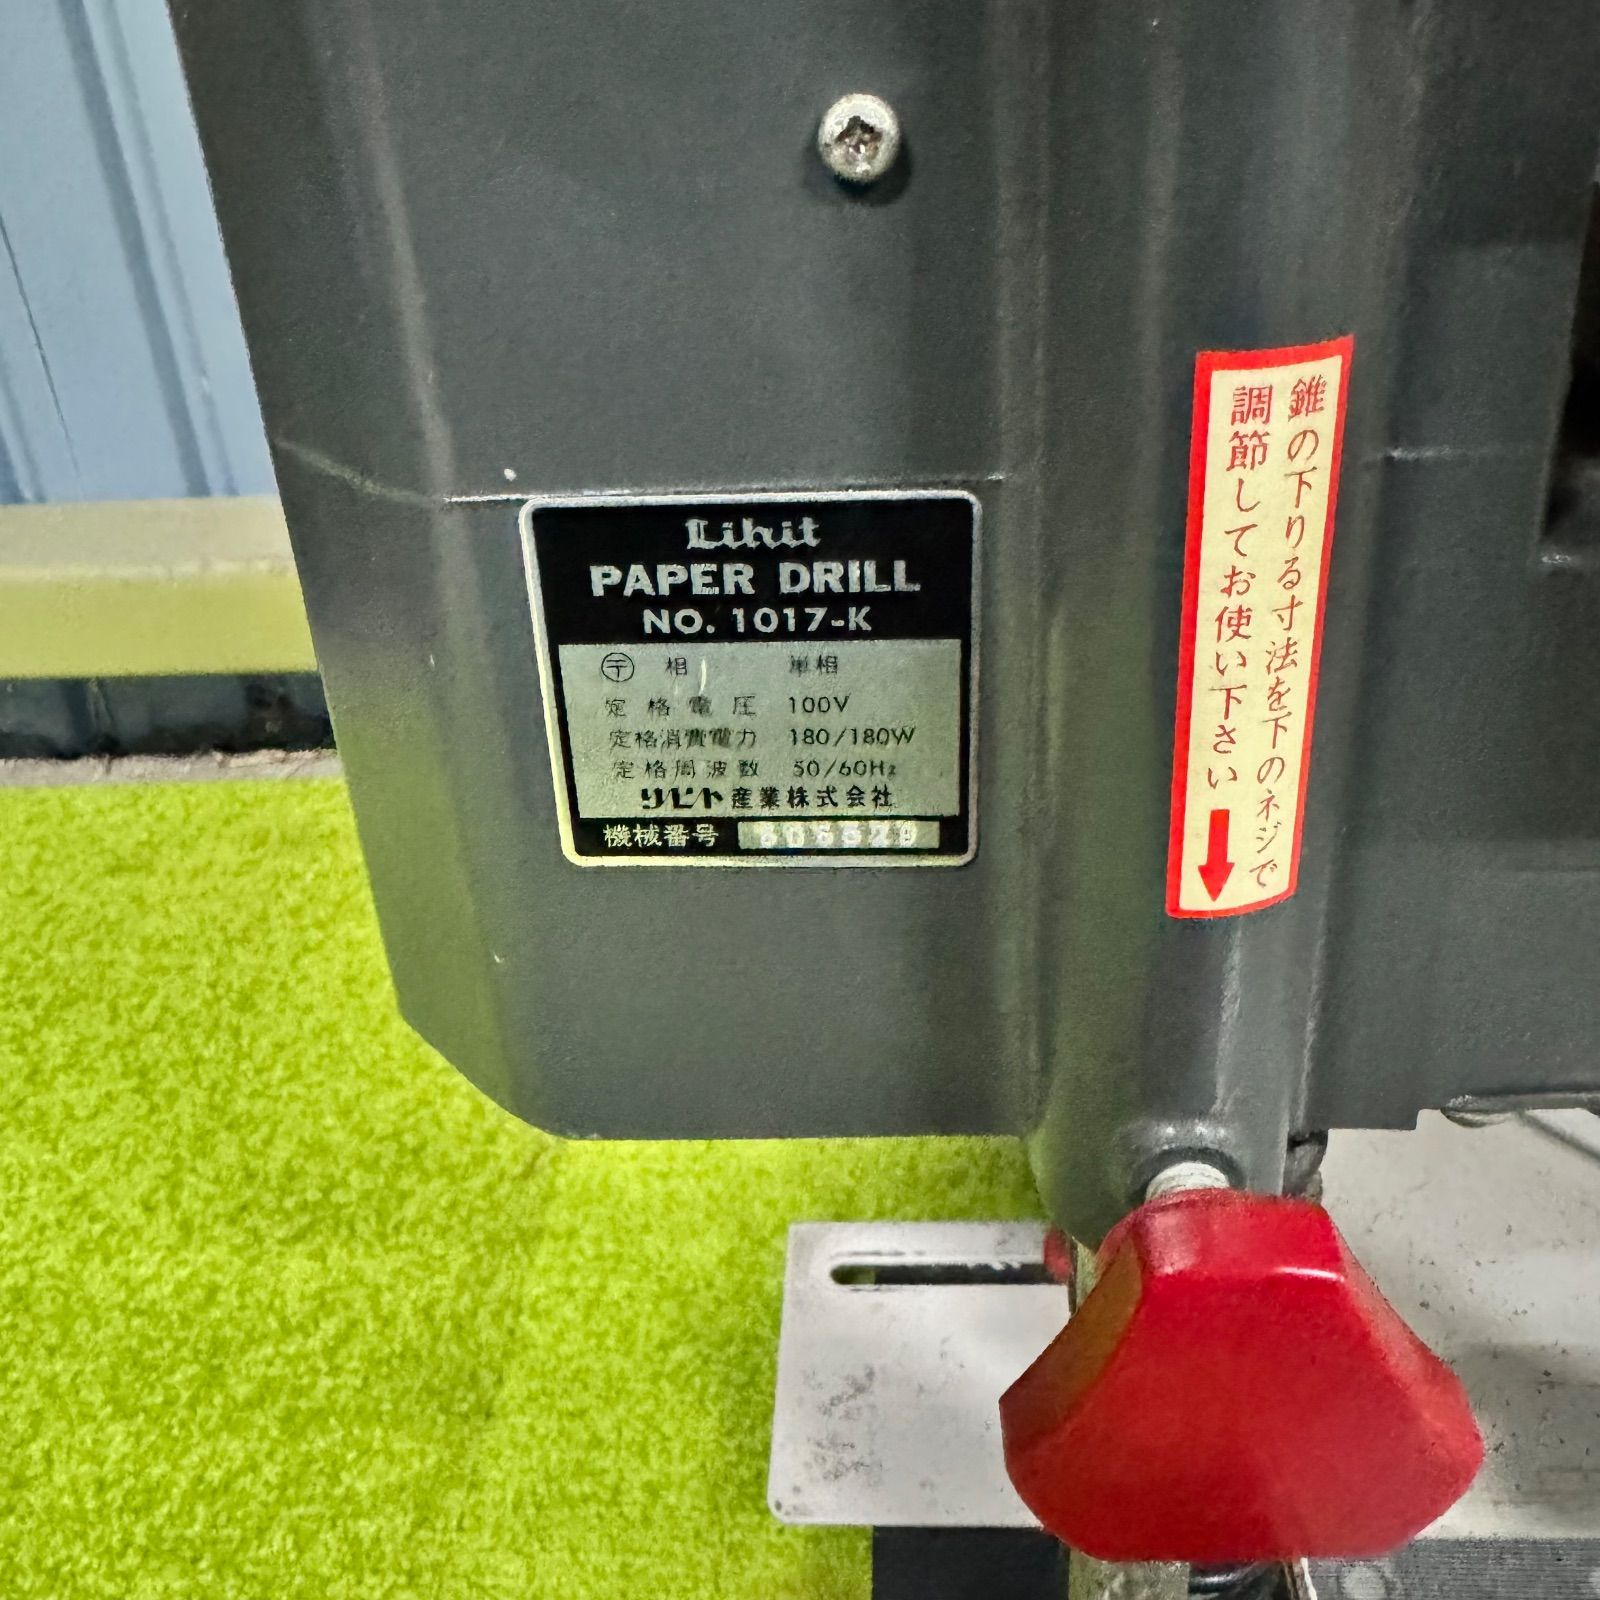 Lihit
PAPER DRILL
NO. 1017-K
〒 相 単相
定格電圧 100V
定格消費電力 180/180W
定格周波数 50/60Hz
リヒト産業株式会社
機械番号
錐の下りる寸法を下のネジで
調節してお使い下さい